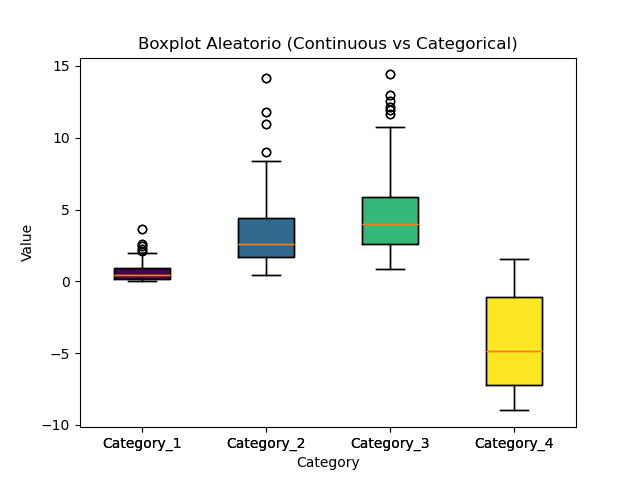 Boxplot Aleatorio (Continuous vs Categorical)
15
10
5
0
−5
−10
Value
Category_1 Category_2 Category_3 Category_4
Category